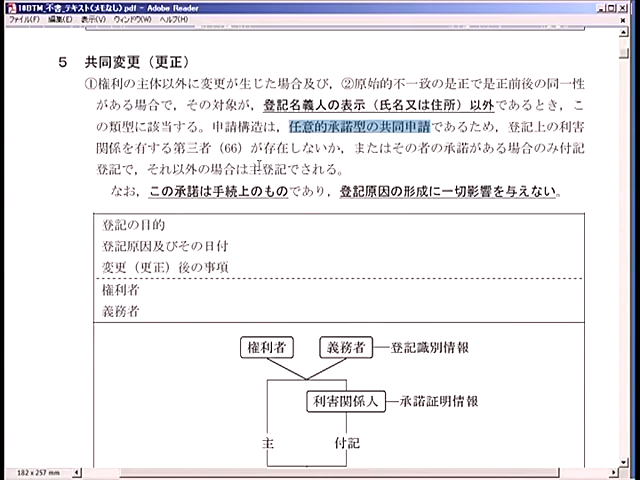 10BTM_不書_テキスト(メモなし).pdf - Adobe Reader
ファイル(F) 編集(E) 表示(V) ウィンドウ(W) ヘルプ(H)
5 共同変更（更正）
①権利の主体以外に変更が生じた場合及び，②原始的不一致の是正で是正前後の同一性
がある場合で，その対象が，登記名義人の表示（氏名又は住所）以外であるとき，こ
の類型に該当する。申請構造は，任意的承諾型の共同申請であるため，登記上の利害
関係を有する第三者（66）が存在しないか，またはその者の承諾がある場合のみ付記
登記で，それ以外の場合は主登記でされる。
なお，この承諾は手続上のものであり，登記原因の形成に一切影響を与えない。
登記の目的
登記原因及びその日付
変更（更正）後の事項
権利者
義務者
権利者 義務者 登記識別情報
利害関係人 承諾証明情報
主 付記
182 x 257 mm